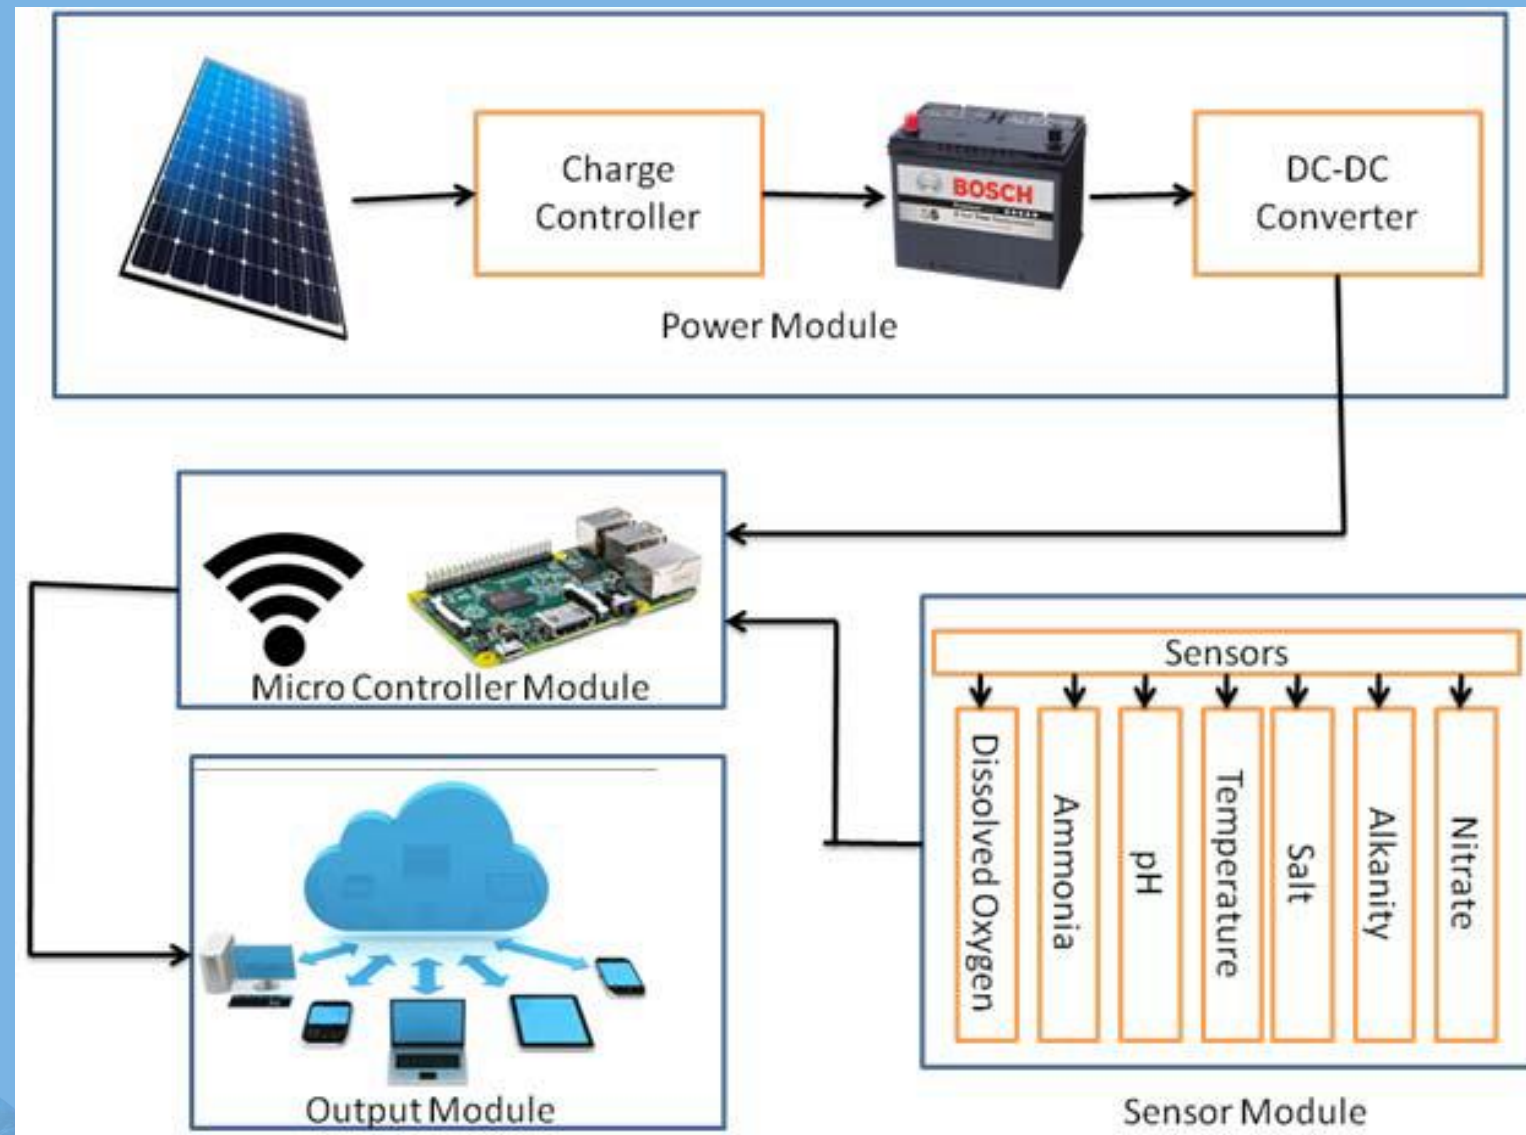 Charge
Controller
BOSCH
DC-DC
Converter
Power Module
Micro Controller Module
Sensors
Dissolved Oxygen
Ammonia
pH
Temperature
Salt
Alkanity
Nitrate
Output Module
Sensor Module